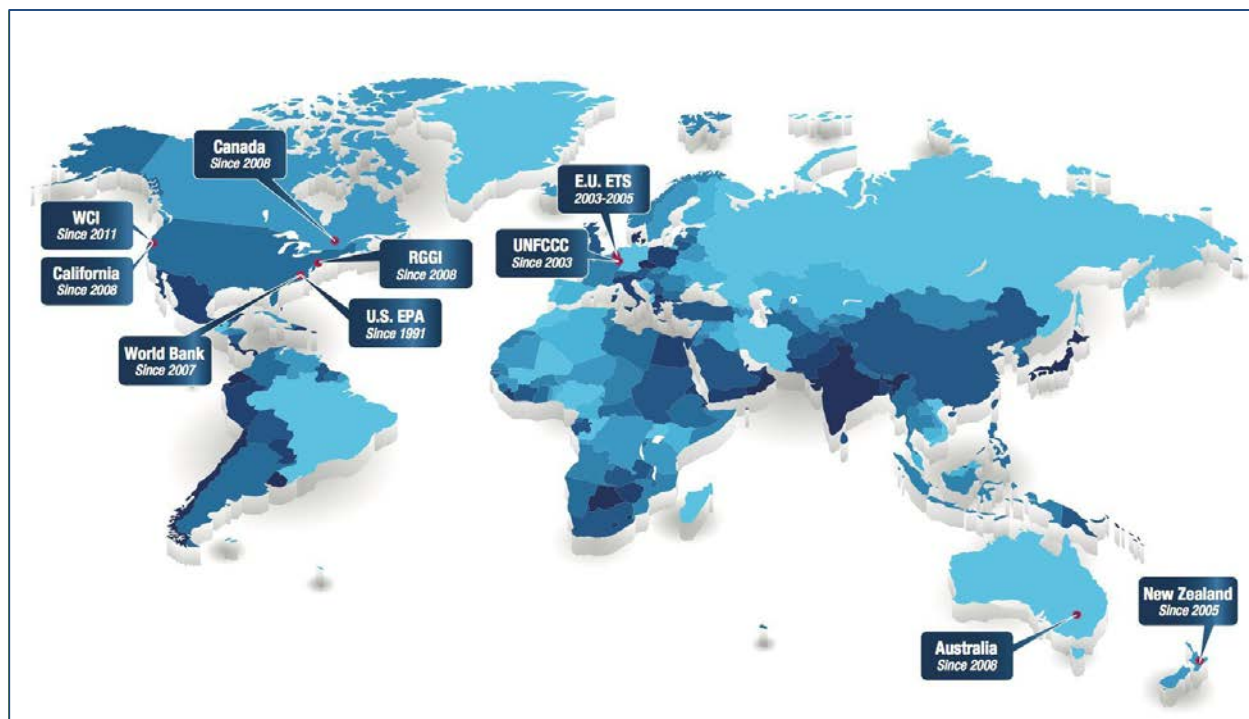 Canada
Since 2008
E.U. ETS
2003-2005
WCI
Since 2011
UNFCCC
Since 2003
RGGI
Since 2008
California
Since 2008
U.S. EPA
Since 1991
World Bank
Since 2007
New Zealand
Since 2005
Australia
Since 2008